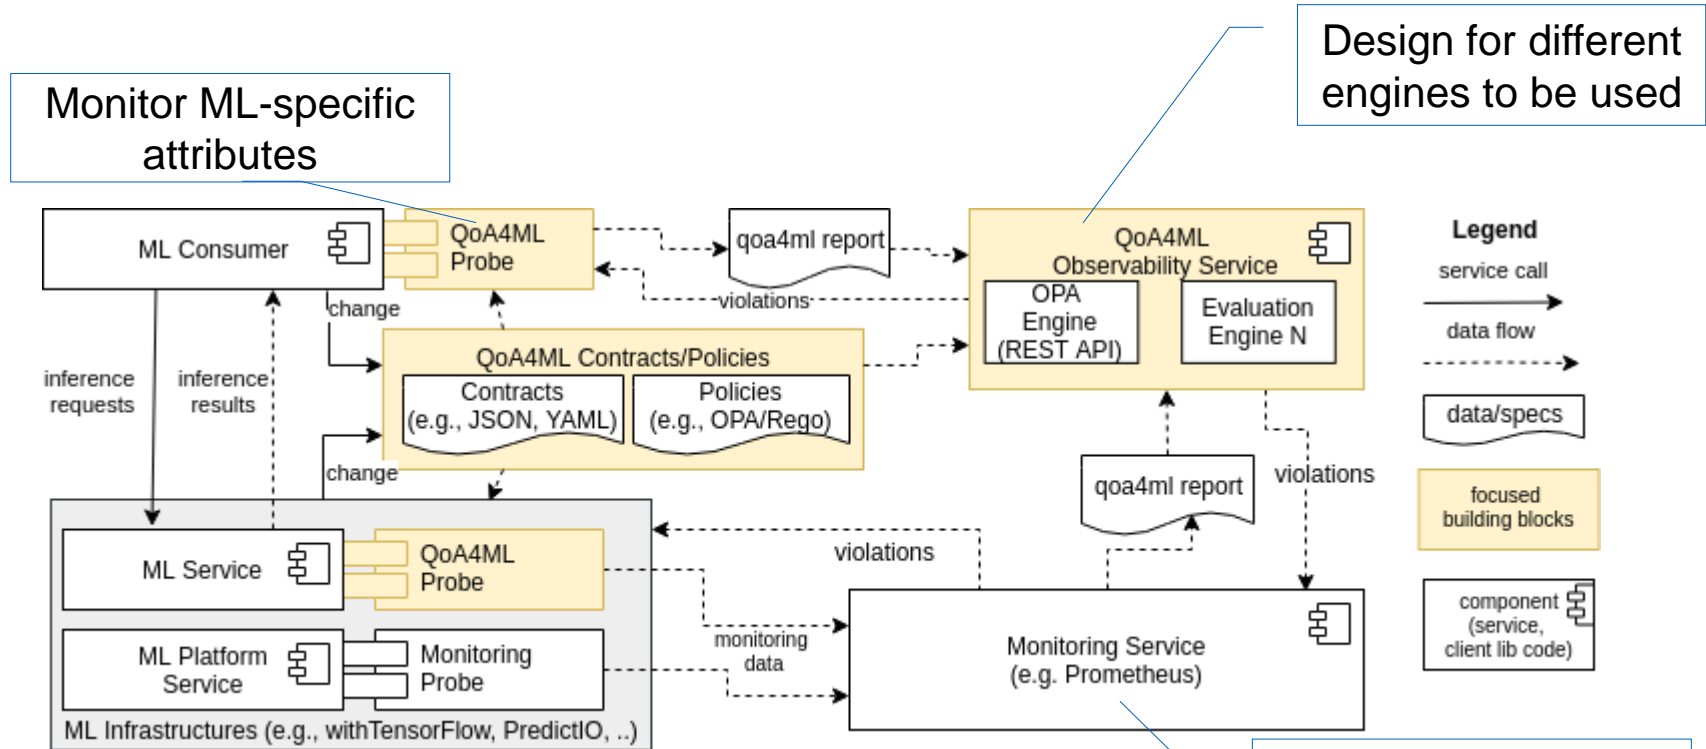 Design for different
engines to be used
Monitor ML-specific
attributes
ML Consumer
QoA4ML
Probe
qoa4ml report
QoA4ML
Observability Service
OPA
Engine
(REST API)
Evaluation
Engine N
violations
change
QoA4ML Contracts/Policies
Contracts
(e.g., JSON, YAML)
Policies
(e.g., OPA/Rego)
inference
requests
inference
results
change
qoa4ml report
violations
violations
ML Service
QoA4ML
Probe
ML Platform
Service
Monitoring
Probe
ML Infrastructures (e.g., withTensorFlow, PredictIO, ..)
monitoring
data
Monitoring Service
(e.g. Prometheus)
Legend
service call
data flow
data/specs
focused
building blocks
component
(service,
client lib code)